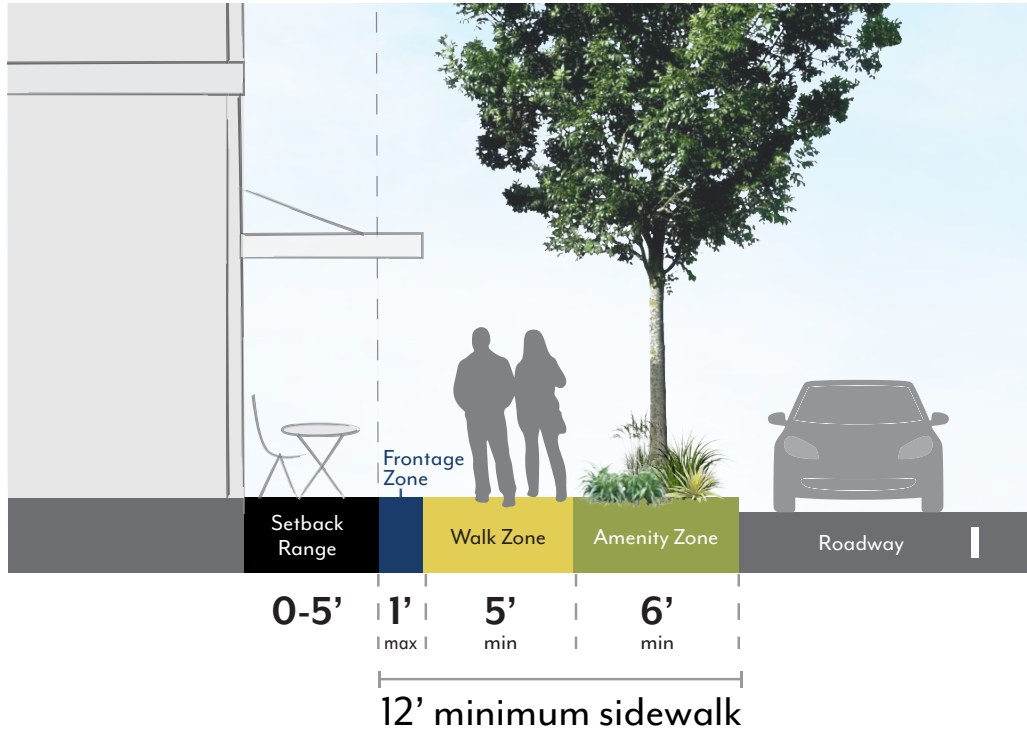 Frontage
Zone
Setback
Range
Walk Zone
Amenity Zone
Roadway
0-5’
1’
5’
6’
max
min
min
12’ minimum sidewalk